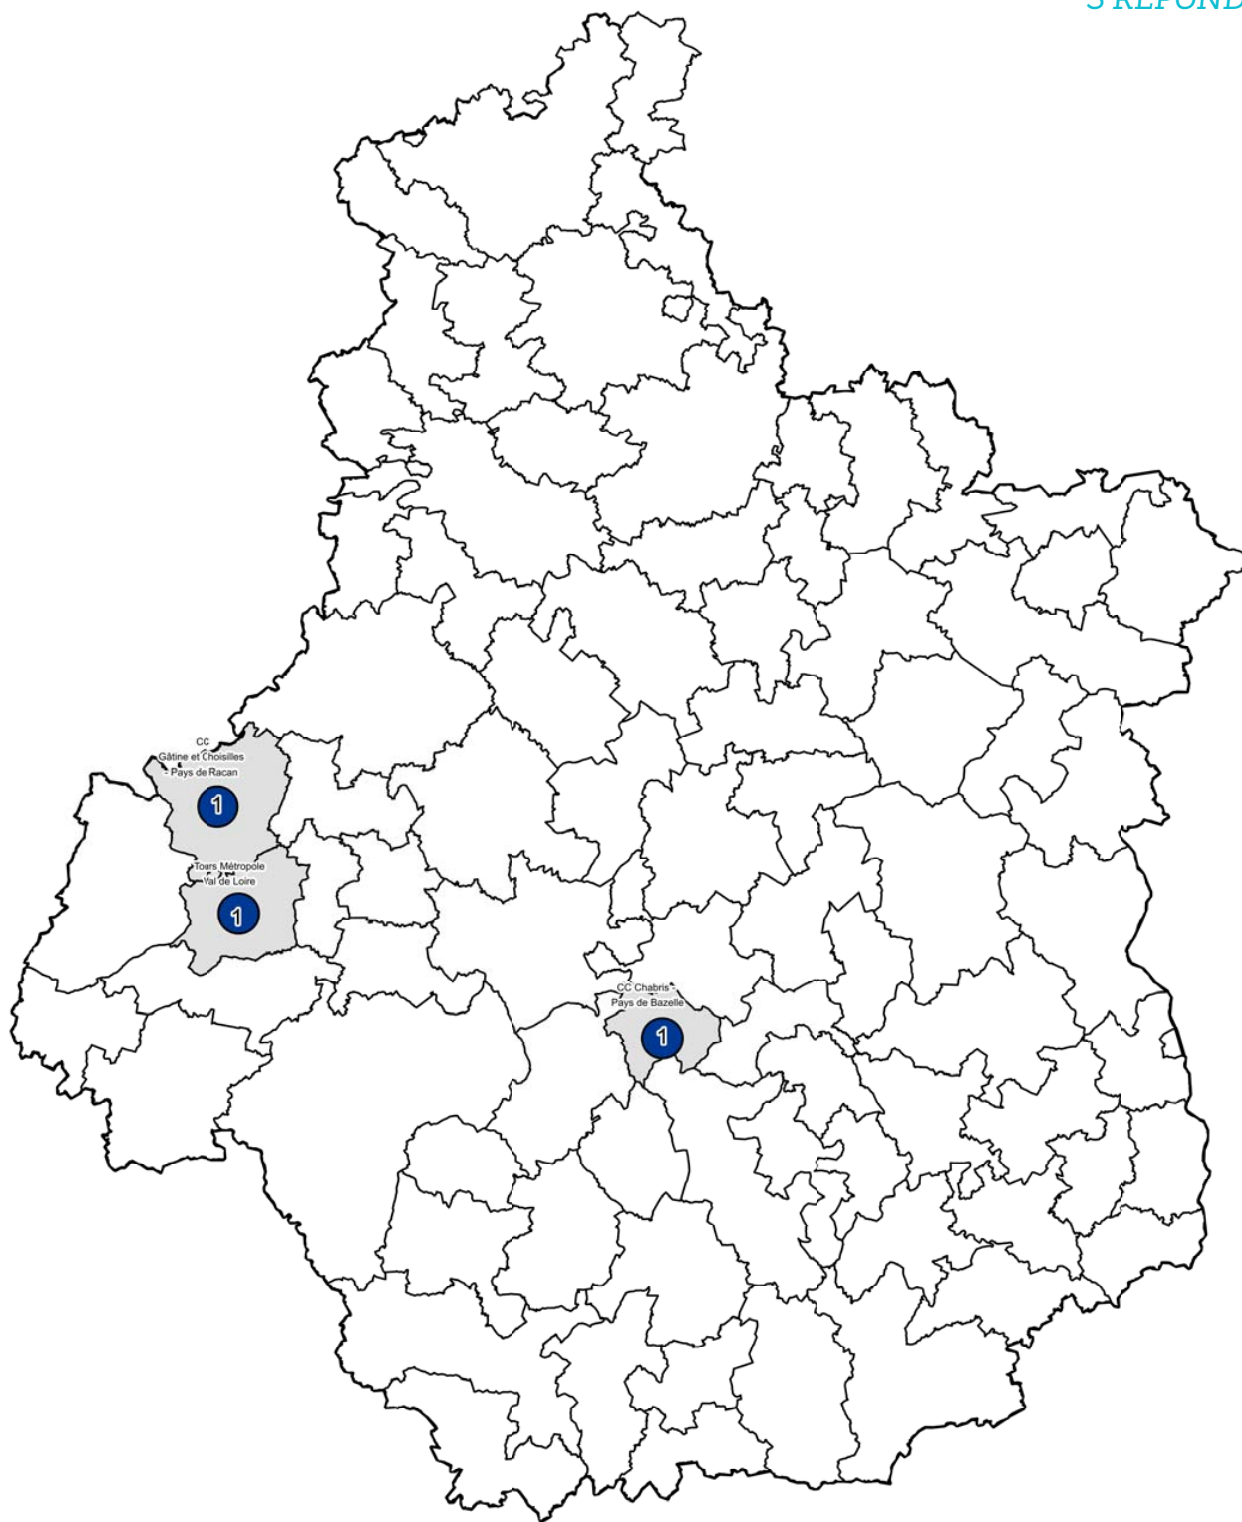 3 RÉPOND
CC
Gâtine et Choisilles
- Pays de Racan
1
Tours Métropole
Val de Loire
1
CC Chabris -
Pays de Bazelle
1